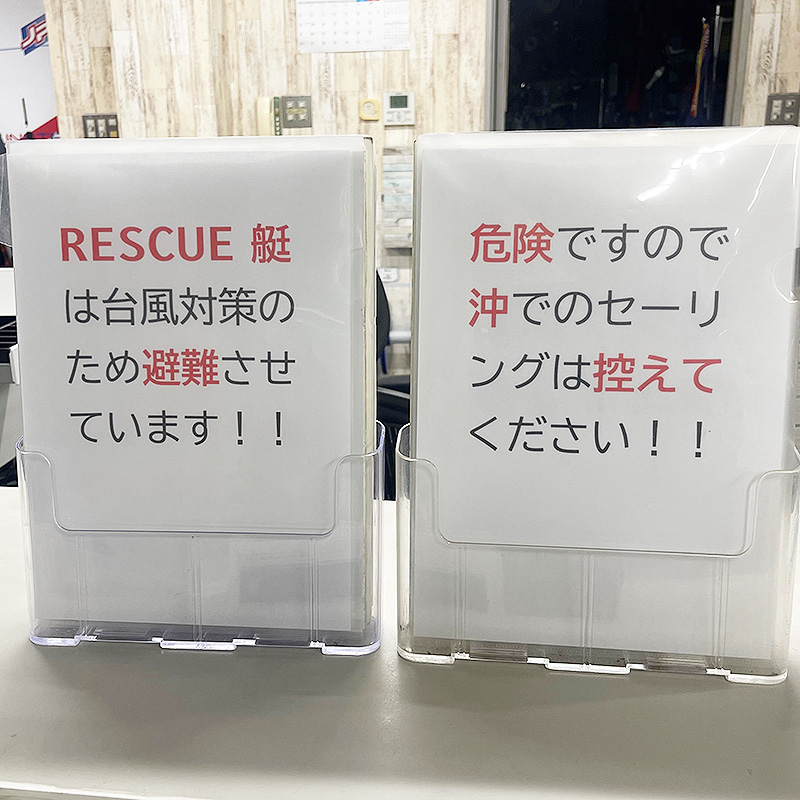 RESCUE 艇
は台風対策の
ため避難させ
ています！！
危険ですので
沖でのセーリ
ングは控えて
ください！！